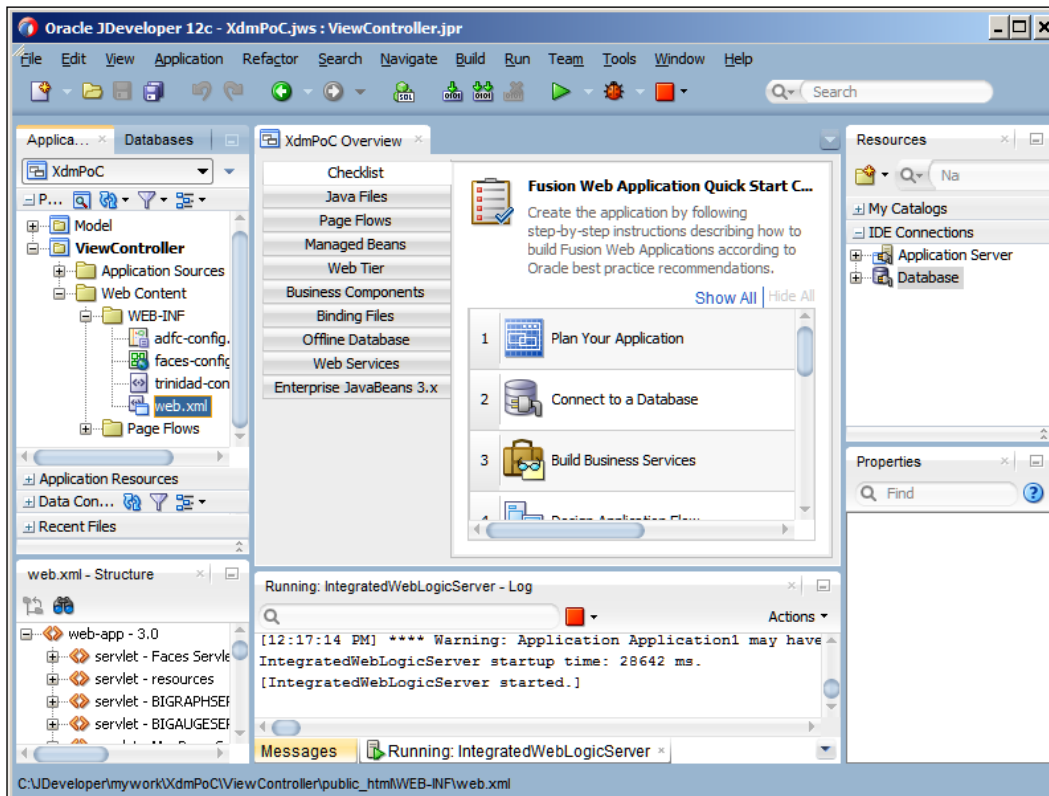 Oracle JDeveloper 12c - XdmPoC.jws : ViewController.jpr
File Edit View Application Refactor Search Navigate Build Run Team Tools Window Help
Search
Applica... Databases
XdmPoC
P...
Model
ViewController
Application Sources
Web Content
WEB-INF
adfc-config.
faces-config
trinidad-con
web.xml
Page Flows
Application Resources
Data Con...
Recent Files
web.xml - Structure
web-app - 3.0
servlet - Faces Servle
servlet - resources
servlet - BIGRAPHSER
servlet - BIGAUGESER
XdmPoC Overview
Checklist
Java Files
Page Flows
Managed Beans
Web Tier
Business Components
Binding Files
Offline Database
Web Services
Enterprise JavaBeans 3.x
Fusion Web Application Quick Start C...
Create the application by following
step-by-step instructions describing how to
build Fusion Web Applications according to
Oracle best practice recommendations.
Show All Hide All
1 Plan Your Application
2 Connect to a Database
3 Build Business Services
4 Design Application Flow
Running: IntegratedWebLogicServer - Log
Actions
[12:17:14 PM] **** Warning: Application Application1 may have
IntegratedWebLogicServer startup time: 28642 ms.
[IntegratedWebLogicServer started.]
Messages Running: IntegratedWebLogicServer
Resources
Na
My Catalogs
IDE Connections
Application Server
Database
Properties
Find
C:\JDeveloper\mywork\XdmPoC\ViewController\public_html\WEB-INF\web.xml